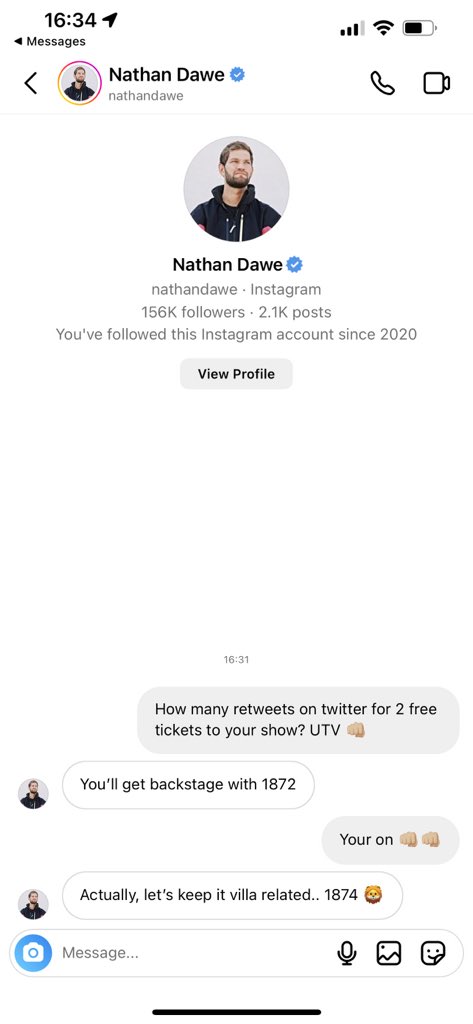 16:34
◀ Messages
Nathan Dawe
nathandawe
Nathan Dawe
nathandawe · Instagram
156K followers · 2.1K posts
You've followed this Instagram account since 2020
View Profile
16:31
How many retweets on twitter for 2 free
tickets to your show? UTV 👊🏼
You'll get backstage with 1872
Your on 👊🏼👊🏼
Actually, let's keep it villa related.. 1874 🦁
Message...